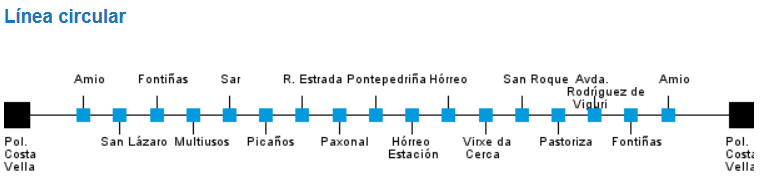 Línea circular
Amio
Fontiñas
Sar
R. Estrada
Pontepedriña
Hórreo
San Roque
Avda.
Rodríguez de
Viguri
Amio
Pol.
Costa
Vella
San Lázaro
Multiusos
Picaños
Paxonal
Hórreo
Estación
Virxe da
Cerca
Pastoriza
Fontiñas
Pol.
Costa
Vella